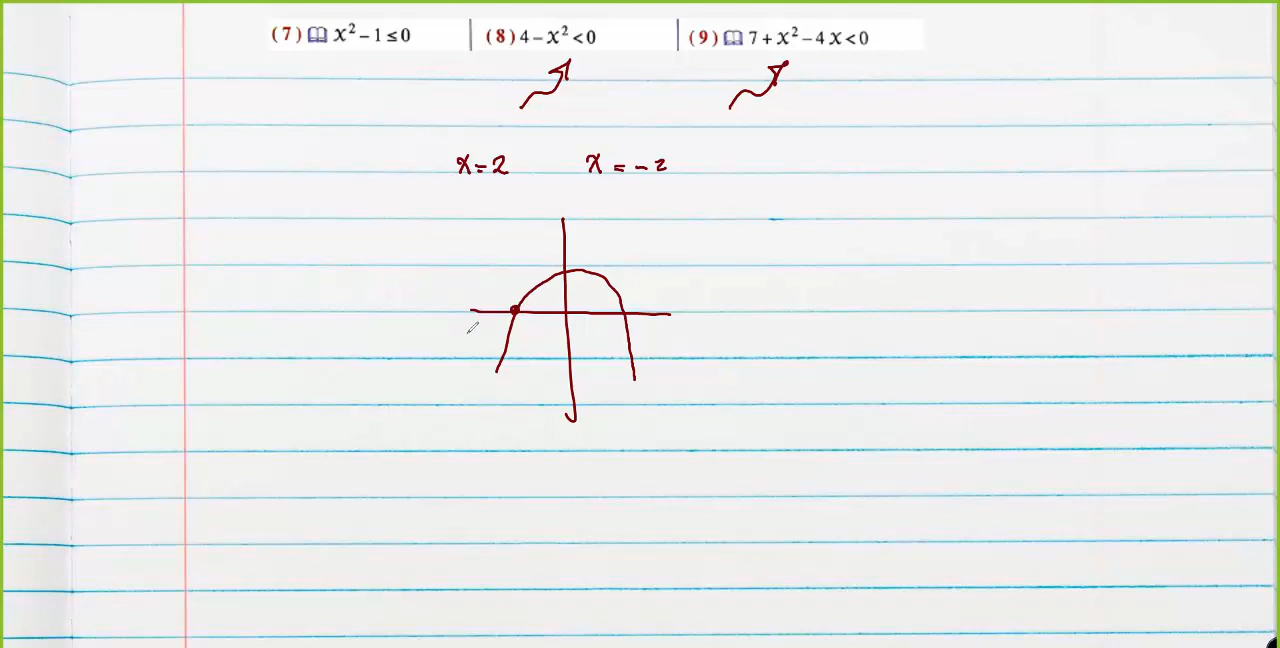 (7) x² − 1 ≤ 0 (8) 4 − x² < 0 (9) 7 + x² − 4x < 0
x = 2 x = −2